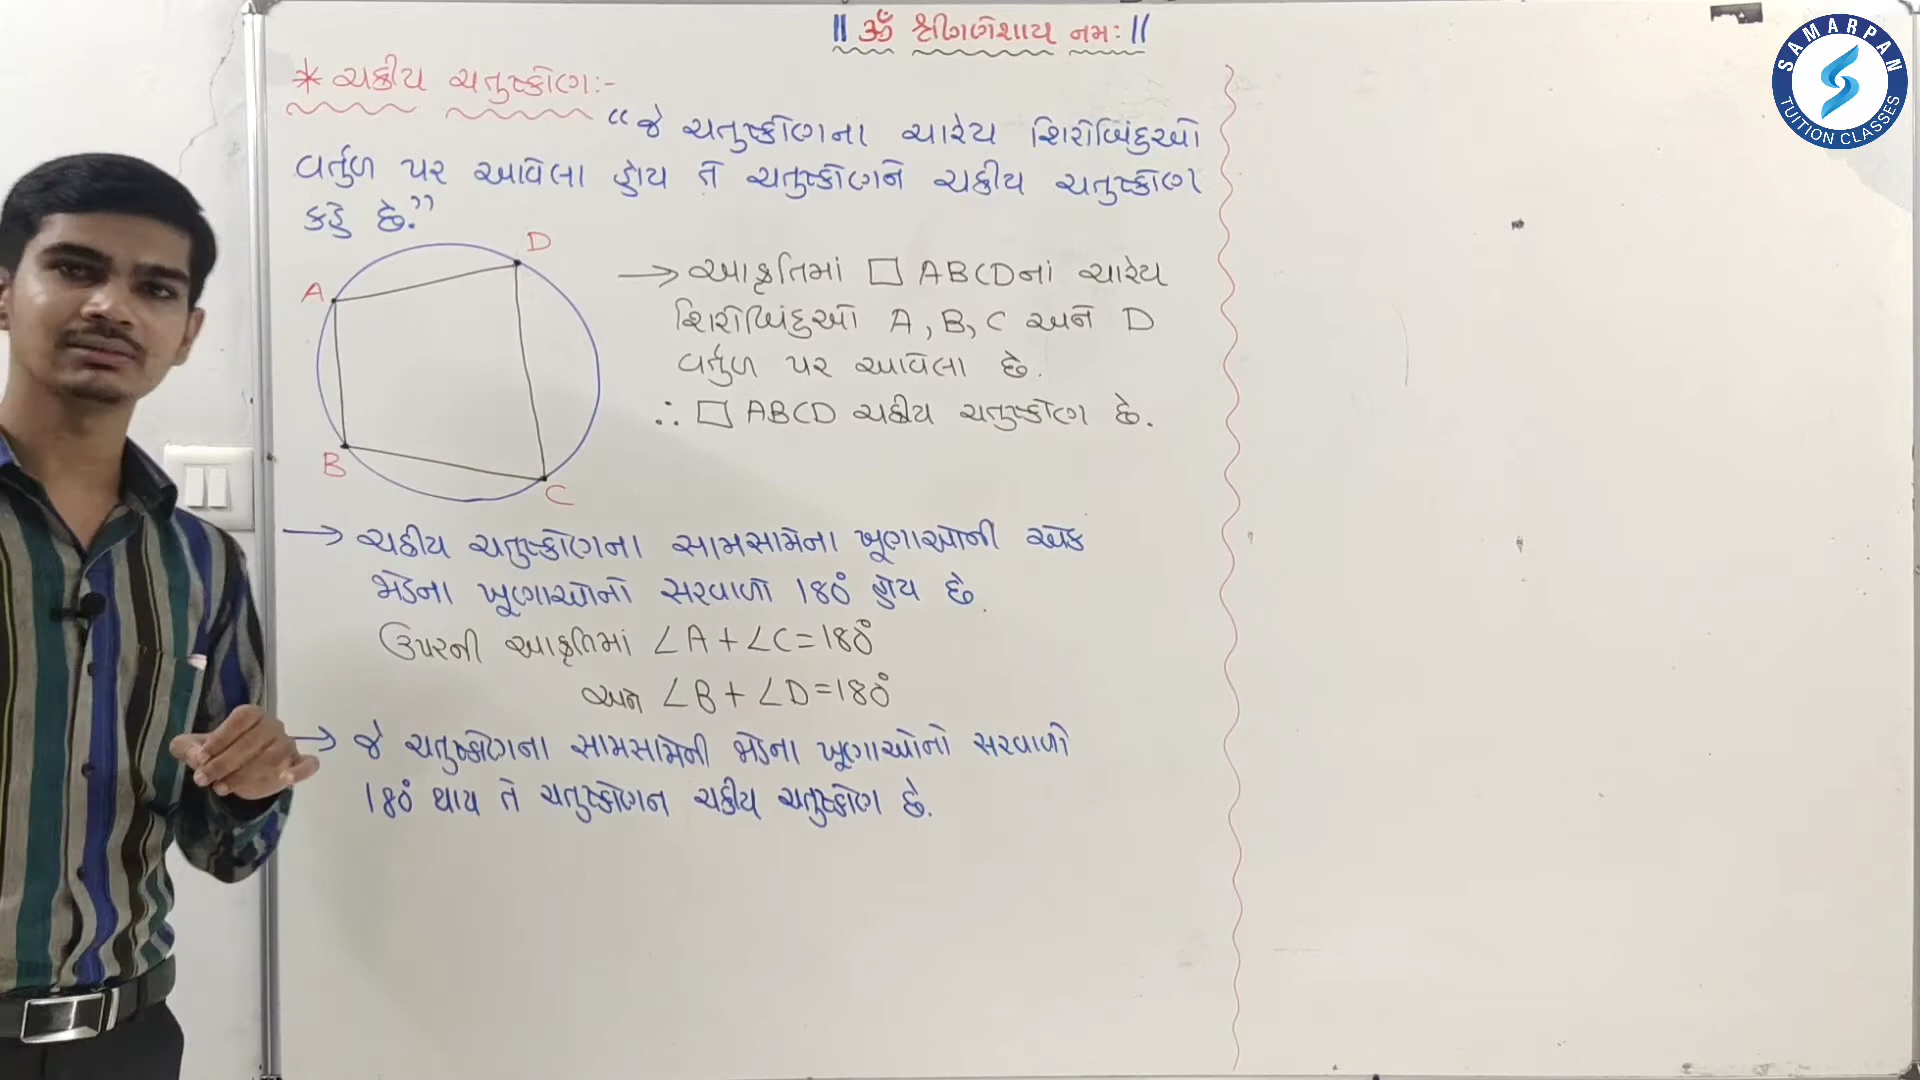 || ૐ શ્રીગણેશાય નમઃ ||
SAMARPAN
TUITION CLASSES
* ચક્રીય ચતુષ્કોણ:-
“જે ચતુષ્કોણના ચારેય શિરોબિંદુઓ
વર્તુળ પર આવેલા હોય તે ચતુષ્કોણને ચક્રીય ચતુષ્કોણ
કહે છે.”
D
A
B
C
→ આકૃતિમાં □ ABCDનાં ચારેય
શિરોબિંદુઓ A, B, C અને D
વર્તુળ પર આવેલા છે.
∴ □ ABCD ચક્રીય ચતુષ્કોણ છે.
→ ચક્રીય ચતુષ્કોણના સામસામેના ખૂણાઓની એક
જોડના ખૂણાઓનો સરવાળો 180° હોય છે.
ઉપરની આકૃતિમાં ∠A + ∠C = 180°
અને ∠B + ∠D = 180°
→ જે ચતુષ્કોણના સામસામેની જોડના ખૂણાઓનો સરવાળો
180° થાય તે ચતુષ્કોણન ચક્રીય ચતુષ્કોણ છે.